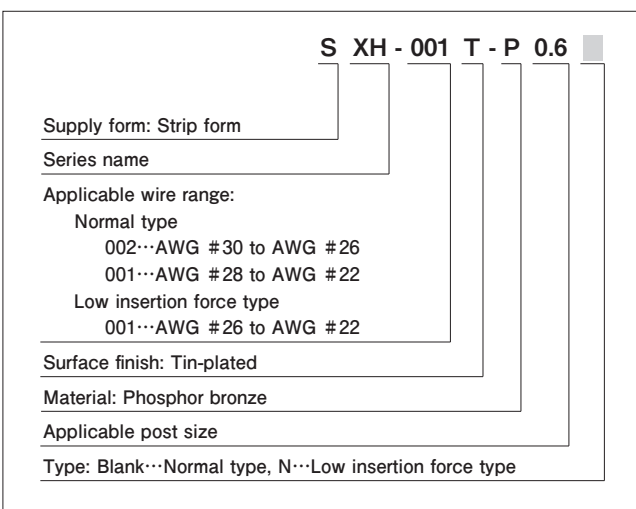 S XH - 001 T - P 0.6
Supply form: Strip form
Series name
Applicable wire range:
Normal type
002···AWG #30 to AWG #26
001···AWG #28 to AWG #22
Low insertion force type
001···AWG #26 to AWG #22
Surface finish: Tin-plated
Material: Phosphor bronze
Applicable post size
Type: Blank···Normal type, N···Low insertion force type